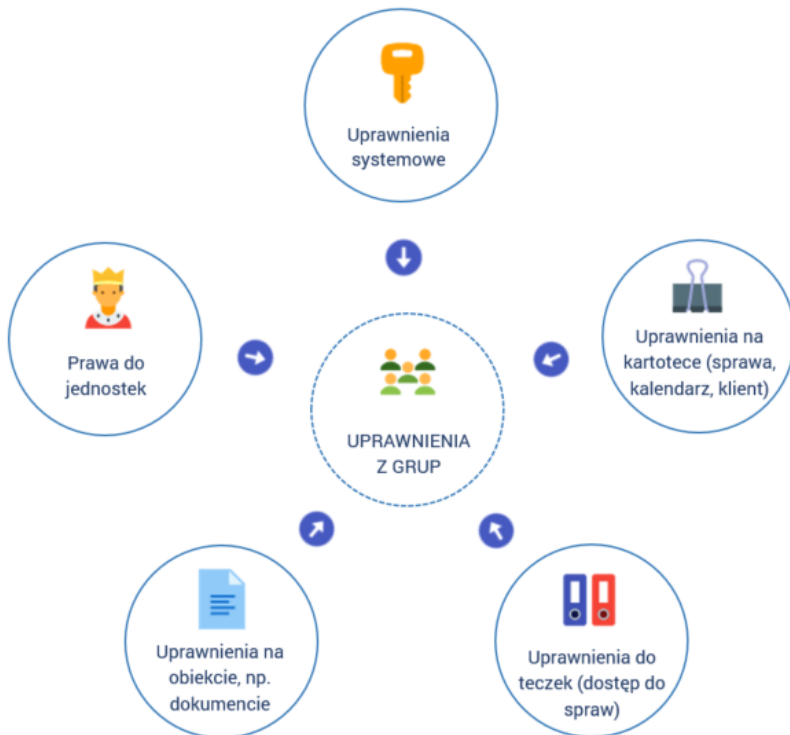 Uprawnienia
systemowe
Prawa do
jednostek
Uprawnienia na
kartotece (sprawa,
kalendarz, klient)
UPRAWNIENIA
Z GRUP
Uprawnienia na
obiekcie, np.
dokumencie
Uprawnienia do
teczek (dostęp do
spraw)